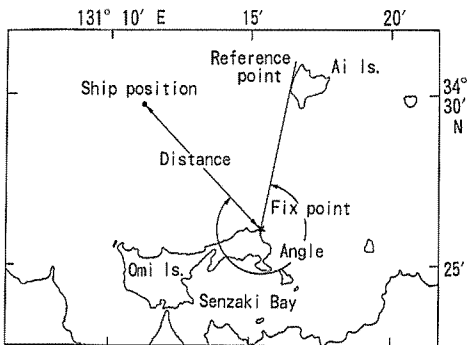 131° 10′ E 15′ 20′
Reference
point
Ai Is.
Ship position
34°
30′
N
Distance
Fix point
Angle
Omi Is.
25′
Senzaki Bay